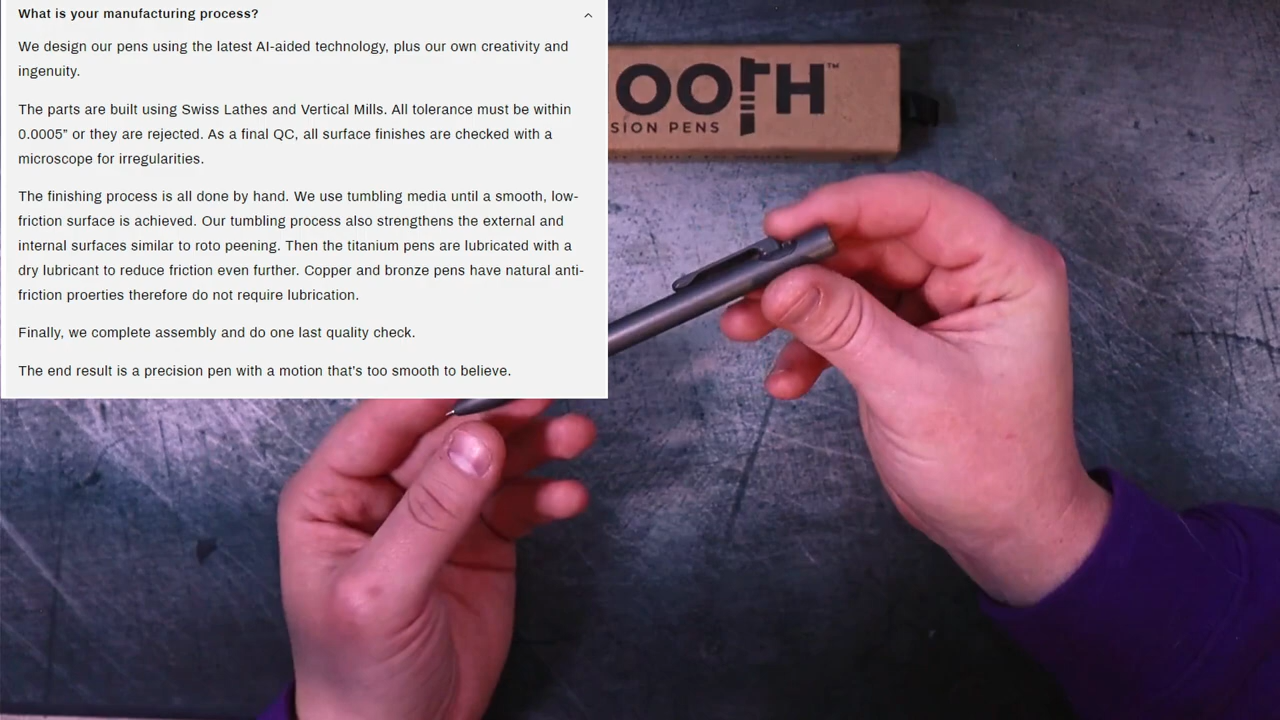 What is your manufacturing process?
We design our pens using the latest AI-aided technology, plus our own creativity and
ingenuity.
The parts are built using Swiss Lathes and Vertical Mills. All tolerance must be within
0.0005” or they are rejected. As a final QC, all surface finishes are checked with a
microscope for irregularities.
The finishing process is all done by hand. We use tumbling media until a smooth, low-
friction surface is achieved. Our tumbling process also strengthens the external and
internal surfaces similar to roto peening. Then the titanium pens are lubricated with a
dry lubricant to reduce friction even further. Copper and bronze pens have natural anti-
friction proerties therefore do not require lubrication.
Finally, we complete assembly and do one last quality check.
The end result is a precision pen with a motion that's too smooth to believe.
OOTH™
SION PENS